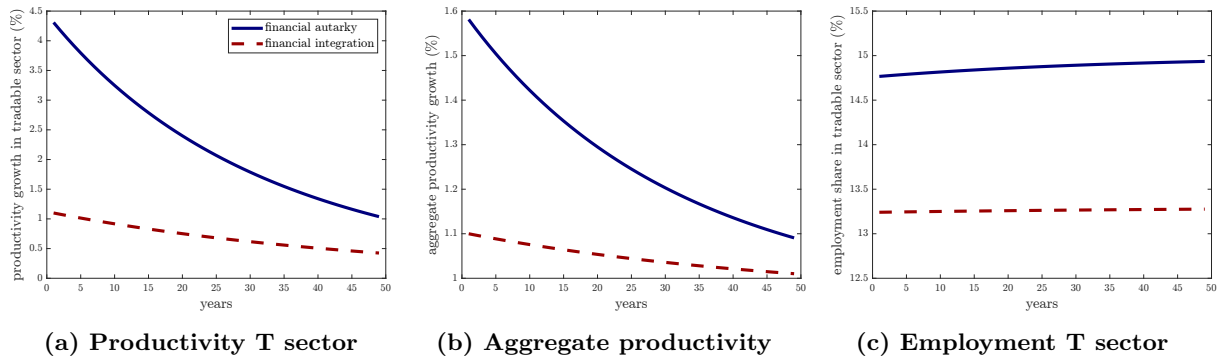 productivity growth in tradable sector (%)
5
4.5
4
3.5
3
2.5
2
1.5
1
0.5
0
financial autarky
financial integration
0 5 10 15 20 25 30 35 40 45 50
years
(a) Productivity T sector
aggregate productivity growth (%)
1.6
1.5
1.4
1.3
1.2
1.1
1
0 5 10 15 20 25 30 35 40 45 50
years
(b) Aggregate productivity
employment share in tradable sector (%)
15.5
15
14.5
14
13.5
13
12.5
0 5 10 15 20 25 30 35 40 45 50
years
(c) Employment T sector